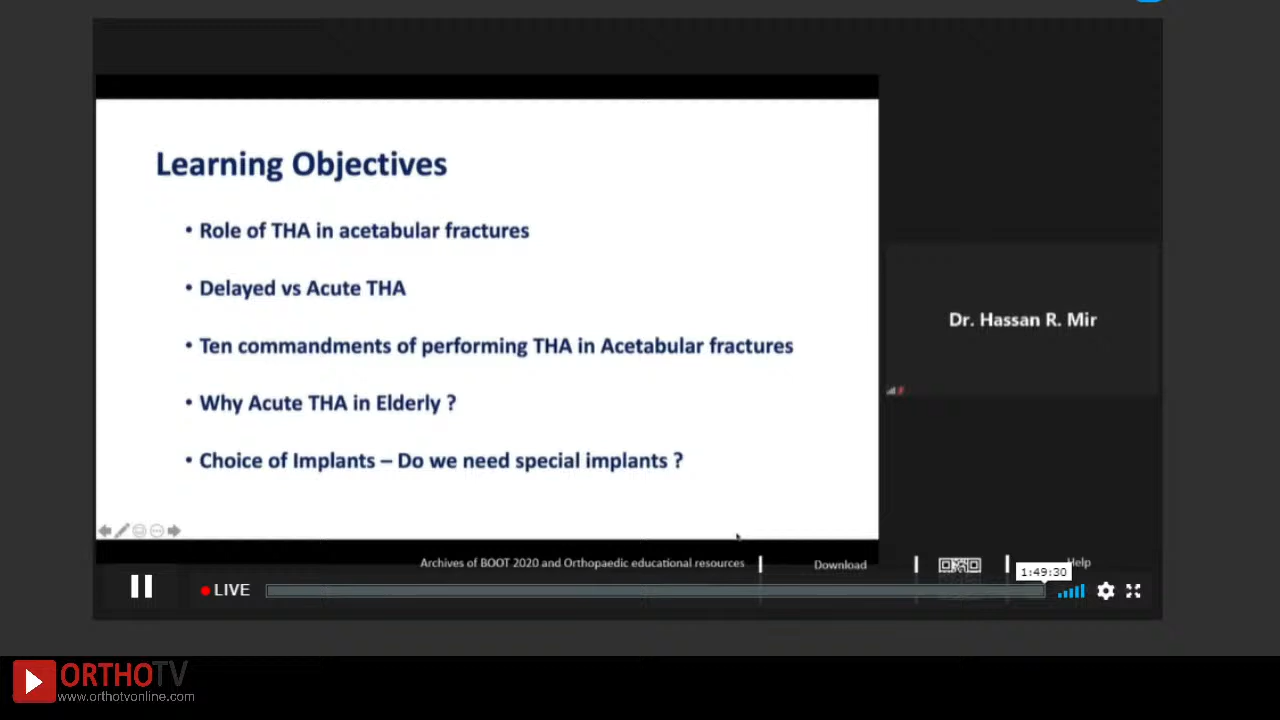 Learning Objectives
• Role of THA in acetabular fractures
• Delayed vs Acute THA
• Ten commandments of performing THA in Acetabular fractures
• Why Acute THA in Elderly ?
• Choice of Implants – Do we need special implants ?
Dr. Hassan R. Mir
Archives of BOOT 2020 and Orthopaedic educational resources
Download
Help
1:49:30
LIVE
ORTHOTV
www.orthotvonline.com